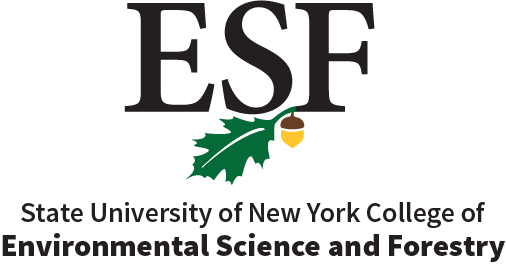 ESF
State University of New York College of
Environmental Science and Forestry